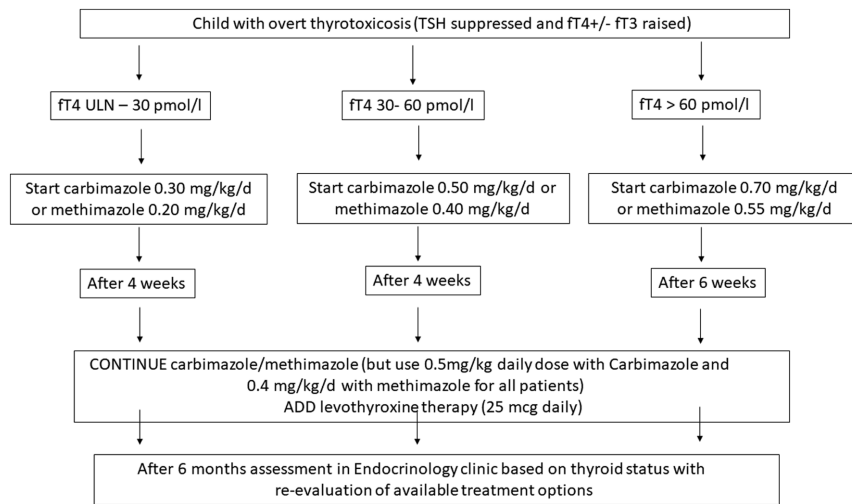 Child with overt thyrotoxicosis (TSH suppressed and fT4+/- fT3 raised)
fT4 ULN – 30 pmol/l
fT4 30- 60 pmol/l
fT4 > 60 pmol/l
Start carbimazole 0.30 mg/kg/d
or methimazole 0.20 mg/kg/d
Start carbimazole 0.50 mg/kg/d or
methimazole 0.40 mg/kg/d
Start carbimazole 0.70 mg/kg/d
or methimazole 0.55 mg/kg/d
After 4 weeks
After 4 weeks
After 6 weeks
CONTINUE carbimazole/methimazole (but use 0.5mg/kg daily dose with Carbimazole and
0.4 mg/kg/d with methimazole for all patients)
ADD levothyroxine therapy (25 mcg daily)
After 6 months assessment in Endocrinology clinic based on thyroid status with
re-evaluation of available treatment options